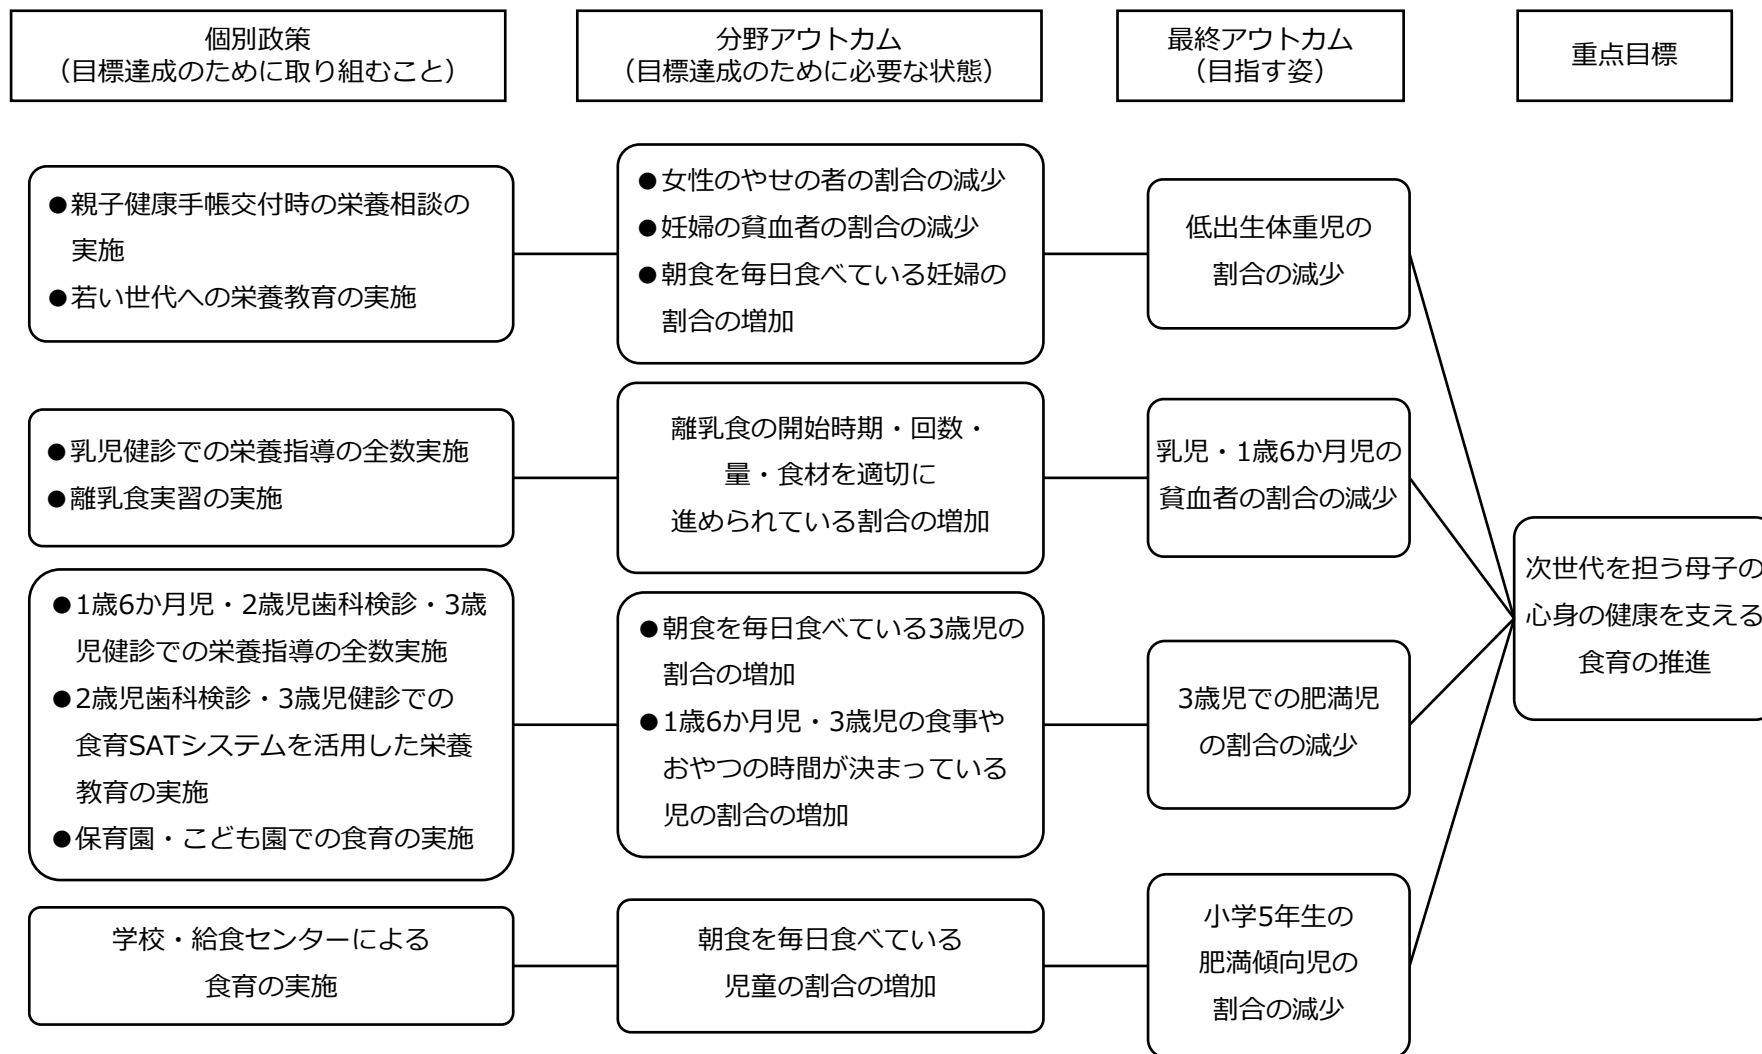 個別政策
（目標達成のために取り組むこと）
分野アウトカム
（目標達成のために必要な状態）
最終アウトカム
（目指す姿）
重点目標
●親子健康手帳交付時の栄養相談の
実施
●若い世代への栄養教育の実施
●女性のやせの者の割合の減少
●妊婦の貧血者の割合の減少
●朝食を毎日食べている妊婦の
割合の増加
低出生体重児の
割合の減少
●乳児健診での栄養指導の全数実施
●離乳食実習の実施
離乳食の開始時期・回数・
量・食材を適切に
進められている割合の増加
乳児・1歳6か月児の
貧血者の割合の減少
●1歳6か月児・2歳児歯科検診・3歳
児健診での栄養指導の全数実施
●2歳児歯科検診・3歳児健診での
食育SATシステムを活用した栄養
教育の実施
●保育園・こども園での食育の実施
●朝食を毎日食べている3歳児の
割合の増加
●1歳6か月児・3歳児の食事や
おやつの時間が決まっている
児の割合の増加
3歳児での肥満児
の割合の減少
学校・給食センターによる
食育の実施
朝食を毎日食べている
児童の割合の増加
小学5年生の
肥満傾向児の
割合の減少
次世代を担う母子の
心身の健康を支える
食育の推進